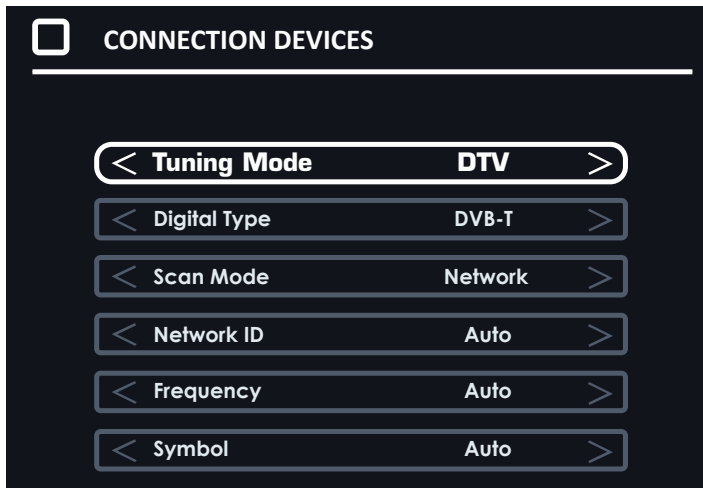 CONNECTION DEVICES
< Tuning Mode DTV >
< Digital Type DVB-T >
< Scan Mode Network >
< Network ID Auto >
< Frequency Auto >
< Symbol Auto >